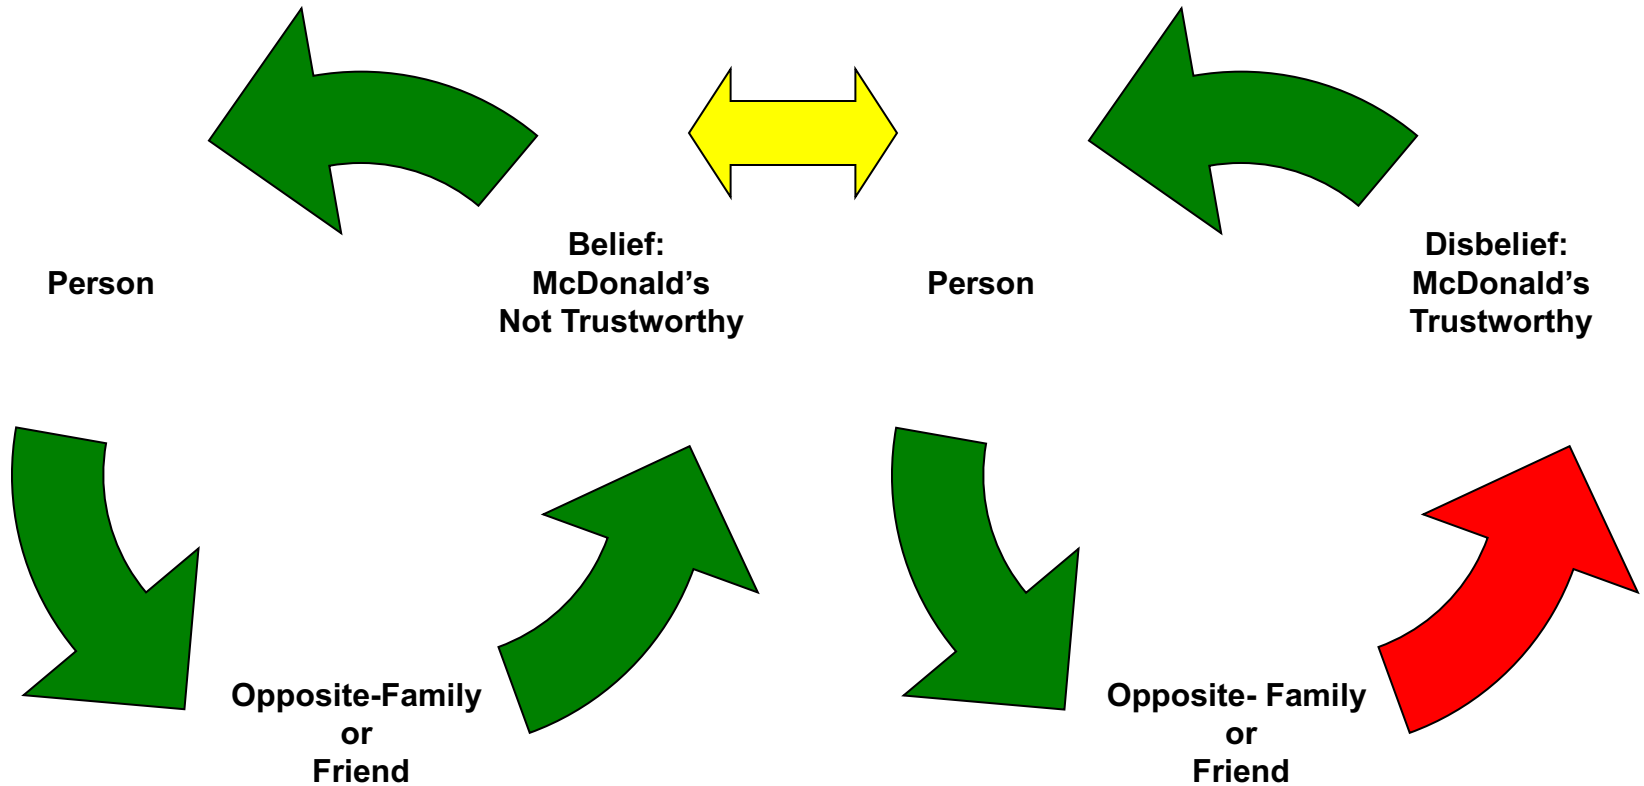 Person
Belief:
McDonald’s
Not Trustworthy
Person
Disbelief:
McDonald’s
Trustworthy
Opposite-Family
or
Friend
Opposite- Family
or
Friend